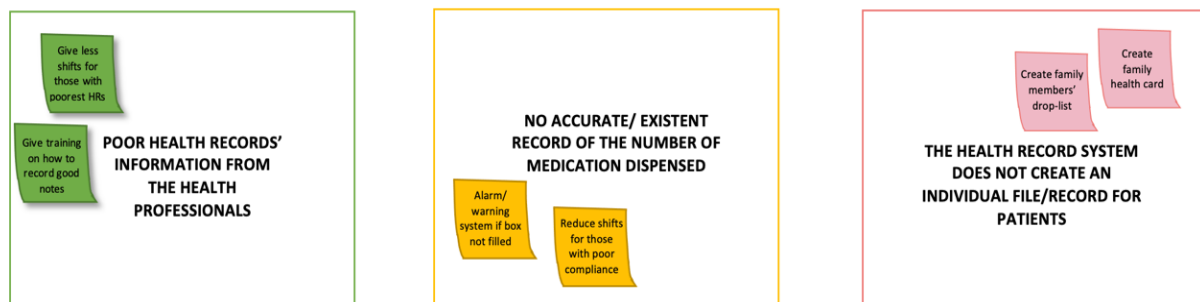 Give less
shifts for
those with
poorest HRs
Give training
on how to
record good
notes
POOR HEALTH RECORDS’
INFORMATION FROM
THE HEALTH
PROFESSIONALS
NO ACCURATE/ EXISTENT
RECORD OF THE NUMBER OF
MEDICATION DISPENSED
Alarm/
warning
system if box
not filled
Reduce shifts
for those
with poor
compliance
Create family
members’
drop-list
Create
family
health card
THE HEALTH RECORD SYSTEM
DOES NOT CREATE AN
INDIVIDUAL FILE/RECORD FOR
PATIENTS